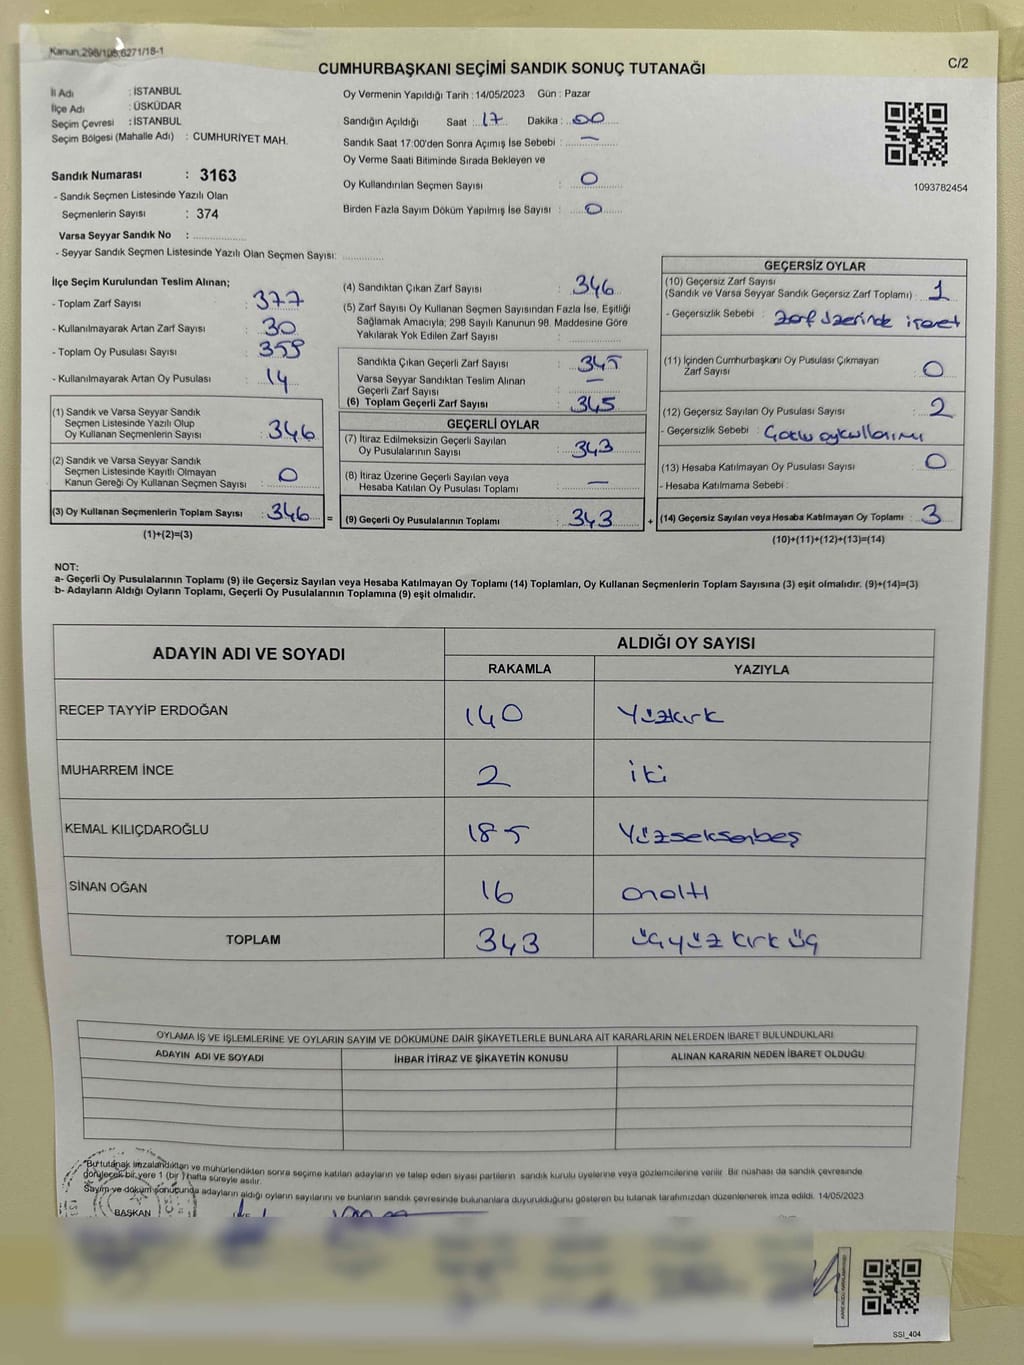 Kanun.298/105,6271/18-1
C/2
CUMHURBAŞKANI SEÇİMİ SANDIK SONUÇ TUTANAĞI
İl Adı : İSTANBUL
İlçe Adı : ÜSKÜDAR
Seçim Çevresi : İSTANBUL
Seçim Bölgesi (Mahalle Adı) : CUMHURİYET MAH.
Sandık Numarası : 3163
- Sandık Seçmen Listesinde Yazılı Olan
Seçmenlerin Sayısı : 374
Varsa Seyyar Sandık No :
- Seyyar Sandık Seçmen Listesinde Yazılı Olan Seçmen Sayısı:
Oy Vermenin Yapıldığı Tarih : 14/05/2023 Gün : Pazar
Sandığın Açıldığı Saat : 17 Dakika : 00
Sandık Saat 17:00'den Sonra Açımış İse Sebebi : —
Oy Verme Saati Bitiminde Sırada Bekleyen ve
Oy Kullandırılan Seçmen Sayısı : 0
Birden Fazla Sayım Döküm Yapılmış İse Sayısı : 0
1093782454
İlçe Seçim Kurulundan Teslim Alınan;
- Toplam Zarf Sayısı : 377
- Kullanılmayarak Artan Zarf Sayısı : 30
- Toplam Oy Pusulası Sayısı :
- Kullanılmayarak Artan Oy Pusulası : 14
(1) Sandık ve Varsa Seyyar Sandık
Seçmen Listesinde Yazılı Olup
Oy Kullanan Seçmenlerin Sayısı : 346
(2) Sandık ve Varsa Seyyar Sandık
Seçmen Listesinde Kayıtlı Olmayan
Kanun Gereği Oy Kullanan Seçmen Sayısı : 0
(3) Oy Kullanan Seçmenlerin Toplam Sayısı : 346 =
(1)+(2)=(3)
(4) Sandıktan Çıkan Zarf Sayısı : 346
(5) Zarf Sayısı Oy Kullanan Seçmen Sayısından Fazla İse, Eşitliği
Sağlamak Amacıyla; 298 Sayılı Kanunun 98. Maddesine Göre
Yakılarak Yok Edilen Zarf Sayısı :
Sandıkta Çıkan Geçerli Zarf Sayısı : 345
Varsa Seyyar Sandıktan Teslim Alınan
Geçerli Zarf Sayısı : —
(6) Toplam Geçerli Zarf Sayısı : 345
GEÇERLİ OYLAR
(7) İtiraz Edilmeksizin Geçerli Sayılan
Oy Pusulalarının Sayısı : 343
(8) İtiraz Üzerine Geçerli Sayılan veya
Hesaba Katılan Oy Pusulası Toplamı : —
(9) Geçerli Oy Pusulalarının Toplamı : 343 +
GEÇERSİZ OYLAR
(10) Geçersiz Zarf Sayısı
(Sandık ve Varsa Seyyar Sandık Geçersiz Zarf Toplamı) : 1
- Geçersizlik Sebebi : zarf üzerinde işaret
(11) İçinden Cumhurbaşkanı Oy Pusulası Çıkmayan
Zarf Sayısı : 0
(12) Geçersiz Sayılan Oy Pusulası Sayısı : 2
- Geçersizlik Sebebi : Çoklu oy kullanımı
(13) Hesaba Katılmayan Oy Pusulası Sayısı : 0
- Hesaba Katılmama Sebebi :
(14) Geçersiz Sayılan veya Hesaba Katılmayan Oy Toplamı : 3
(10)+(11)+(12)+(13)=(14)
NOT:
a- Geçerli Oy Pusulalarının Toplamı (9) ile Geçersiz Sayılan veya Hesaba Katılmayan Oy Toplamı (14) Toplamları, Oy Kullanan Seçmenlerin Toplam Sayısına (3) eşit olmalıdır. (9)+(14)=(3)
b- Adayların Aldığı Oyların Toplamı, Geçerli Oy Pusulalarının Toplamına (9) eşit olmalıdır.
ADAYIN ADI VE SOYADI
ALDIĞI OY SAYISI
RAKAMLA YAZIYLA
RECEP TAYYİP ERDOĞAN 140 Yüzkırk
MUHARREM İNCE 2 iki
KEMAL KILIÇDAROĞLU 185 Yüzseksenbeş
SİNAN OĞAN 16 onaltı
TOPLAM 343 üçyüz kırk üç
OYLAMA İŞ VE İŞLEMLERİNE VE OYLARIN SAYIM VE DÖKÜMÜNE DAİR ŞİKAYETLERLE BUNLARA AİT KARARLARIN NELERDEN İBARET BULUNDUKLARI
ADAYIN ADI VE SOYADI İHBAR İTİRAZ VE ŞİKAYETİN KONUSU ALINAN KARARIN NEDEN İBARET OLDUĞU
*Bu tutanak imzalandıktan ve mühürlendikten sonra seçime katılan adayların ve talep eden siyasi partilerin sandık kurulu üyelerine veya gözlemcilerine verilir. Bir nüshası da sandık çevresinde
görülecek bir yere 1 (bir ) hafta süreyle asılır.
Sayım ve döküm sonucunda adayların aldığı oyların sayılarını ve bunların sandık çevresinde bulunanlara duyurulduğunu gösteren bu tutanak tarafımızdan düzenlenerek imza edildi. 14/05/2023
BAŞKAN
SSI_404